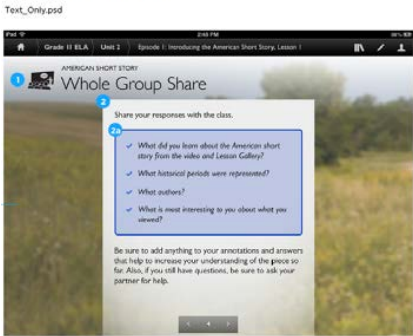 Text_Only.psd
iPad
2:48 PM
Grade 11 ELA
Unit 2
Episode 1: Introducing the American Short Story, Lesson 1
AMERICAN SHORT STORY
1
Whole Group Share
2
Share your responses with the class.
2a
✓ What did you learn about the American short
story from the video and Lesson Gallery?
✓ What historical periods were represented?
✓ What authors?
✓ What is most interesting to you about what you
viewed?
Be sure to add anything to your annotations and answers
that help to increase your understanding of the piece so
far. Also, if you still have questions, be sure to ask your
partner for help.